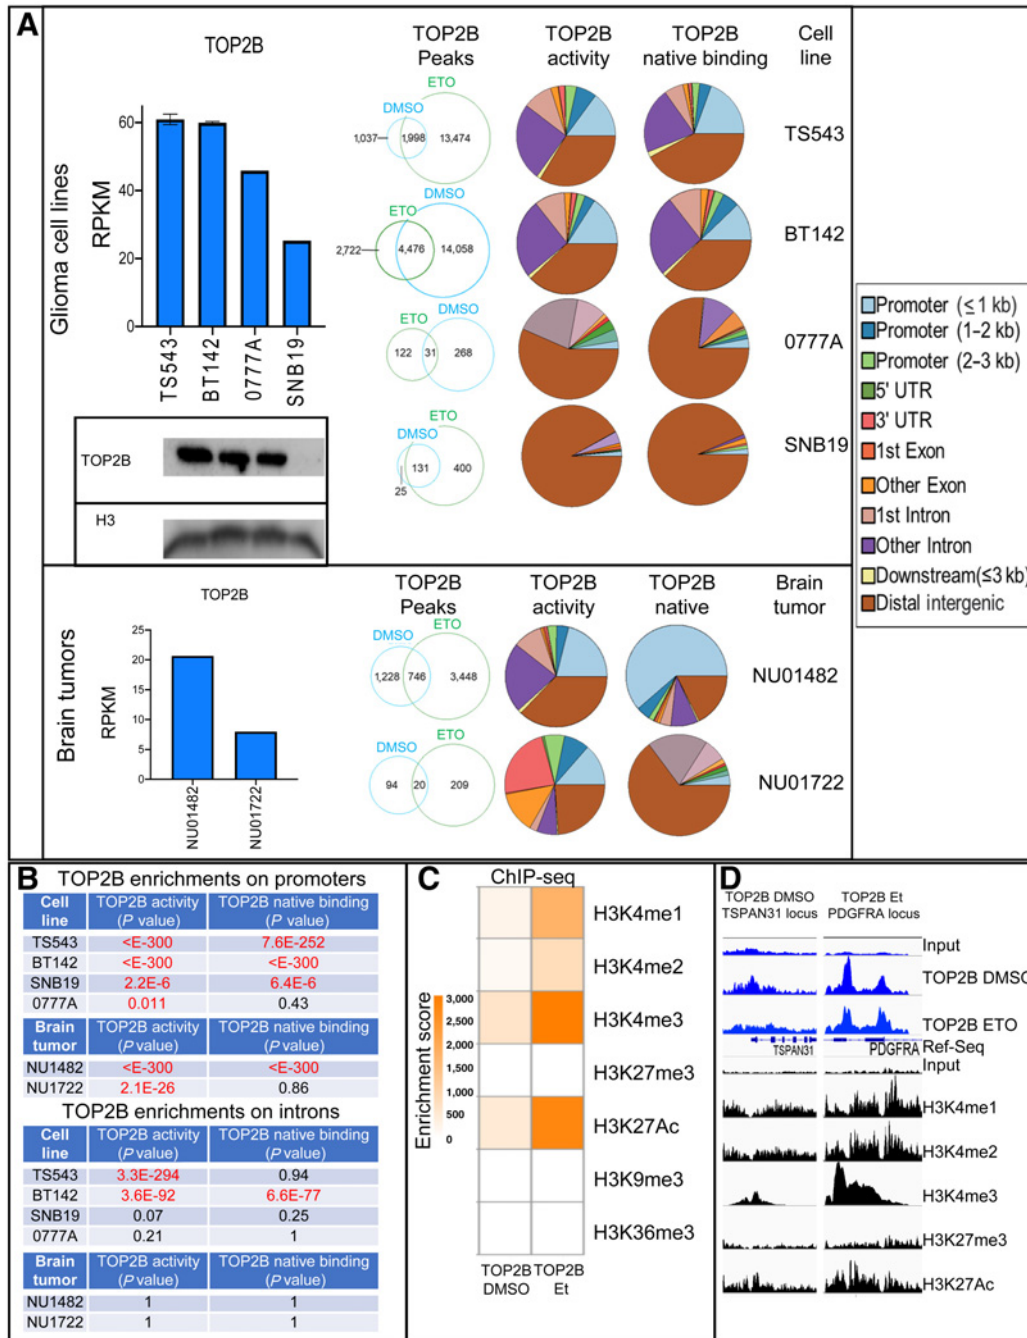 A
TOP2B
Glioma cell lines
RPKM
60
40
20
0
TS543
BT142
0777A
SNB19
TOP2B
H3
TOP2B Peaks
TOP2B activity
TOP2B native binding
Cell line
ETO
DMSO
1,037
1,998
13,474
TS543
DMSO
ETO
2,722
4,476
14,058
BT142
ETO
DMSO
122
31
268
0777A
ETO
DMSO
131
400
25
SNB19
Promoter (≤ 1 kb)
Promoter (1–2 kb)
Promoter (2–3 kb)
5' UTR
3' UTR
1st Exon
Other Exon
1st Intron
Other Intron
Downstream(≤3 kb)
Distal intergenic
Brain tumors
TOP2B
RPKM
25
20
15
10
5
0
NU01482
NU01722
TOP2B Peaks
TOP2B activity
TOP2B native
Brain tumor
ETO
DMSO
1,228
746
3,448
NU01482
ETO
DMSO
94
20
209
NU01722
B
TOP2B enrichments on promoters
Cell line TOP2B activity (P value) TOP2B native binding (P value)
TS543 <E-300 7.6E-252
BT142 <E-300 <E-300
SNB19 2.2E-6 6.4E-6
0777A 0.011 0.43
Brain tumor TOP2B activity (P value) TOP2B native binding (P value)
NU1482 <E-300 <E-300
NU1722 2.1E-26 0.86
TOP2B enrichments on introns
Cell line TOP2B activity (P value) TOP2B native binding (P value)
TS543 3.3E-294 0.94
BT142 3.6E-92 6.6E-77
SNB19 0.07 0.25
0777A 0.21 1
Brain tumor TOP2B activity (P value) TOP2B native binding (P value)
NU1482 1 1
NU1722 1 1
C
ChIP-seq
Enrichment score
3,000
2,500
2,000
1,500
1,000
500
0
H3K4me1
H3K4me2
H3K4me3
H3K27me3
H3K27Ac
H3K9me3
H3K36me3
TOP2B DMSO
TOP2B Et
D
TOP2B DMSO TSPAN31 locus
TOP2B Et PDGFRA locus
Input
TOP2B DMSO
TOP2B ETO
TSPAN31
PDGFRA
Ref-Seq
Input
H3K4me1
H3K4me2
H3K4me3
H3K27me3
H3K27Ac